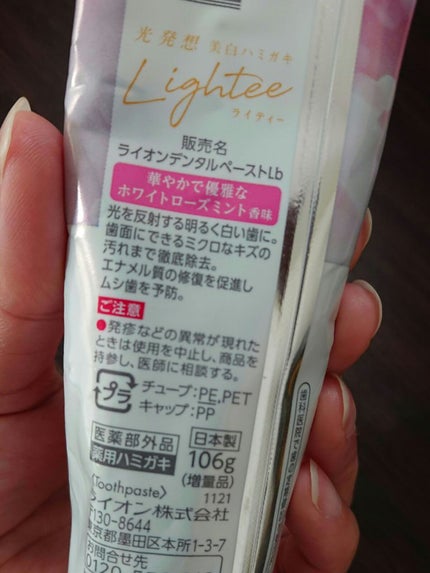 光発想 美白ハミガキ
Lightee
ライティー
販売名
ライオンデンタルペーストLb
華やかで優雅な
ホワイトローズミント香味
光を反射する明るく白い歯に。
歯面にできるミクロなキズの
汚れまで徹底除去。
エナメル質の修復を促進し
ムシ歯を予防。
ご注意
●発疹などの異常が現れた
ときは使用を中止し、商品を
持参し、医師に相談する。
プラ
チューブ:PE,PET
キャップ:PP
医薬部外品 日本製
薬用ハミガキ 106g
(増量品)
〈Toothpaste〉 1121
ライオン株式会社
〒130-8644
東京都墨田区本所1-3-7
お問合せ先
0120